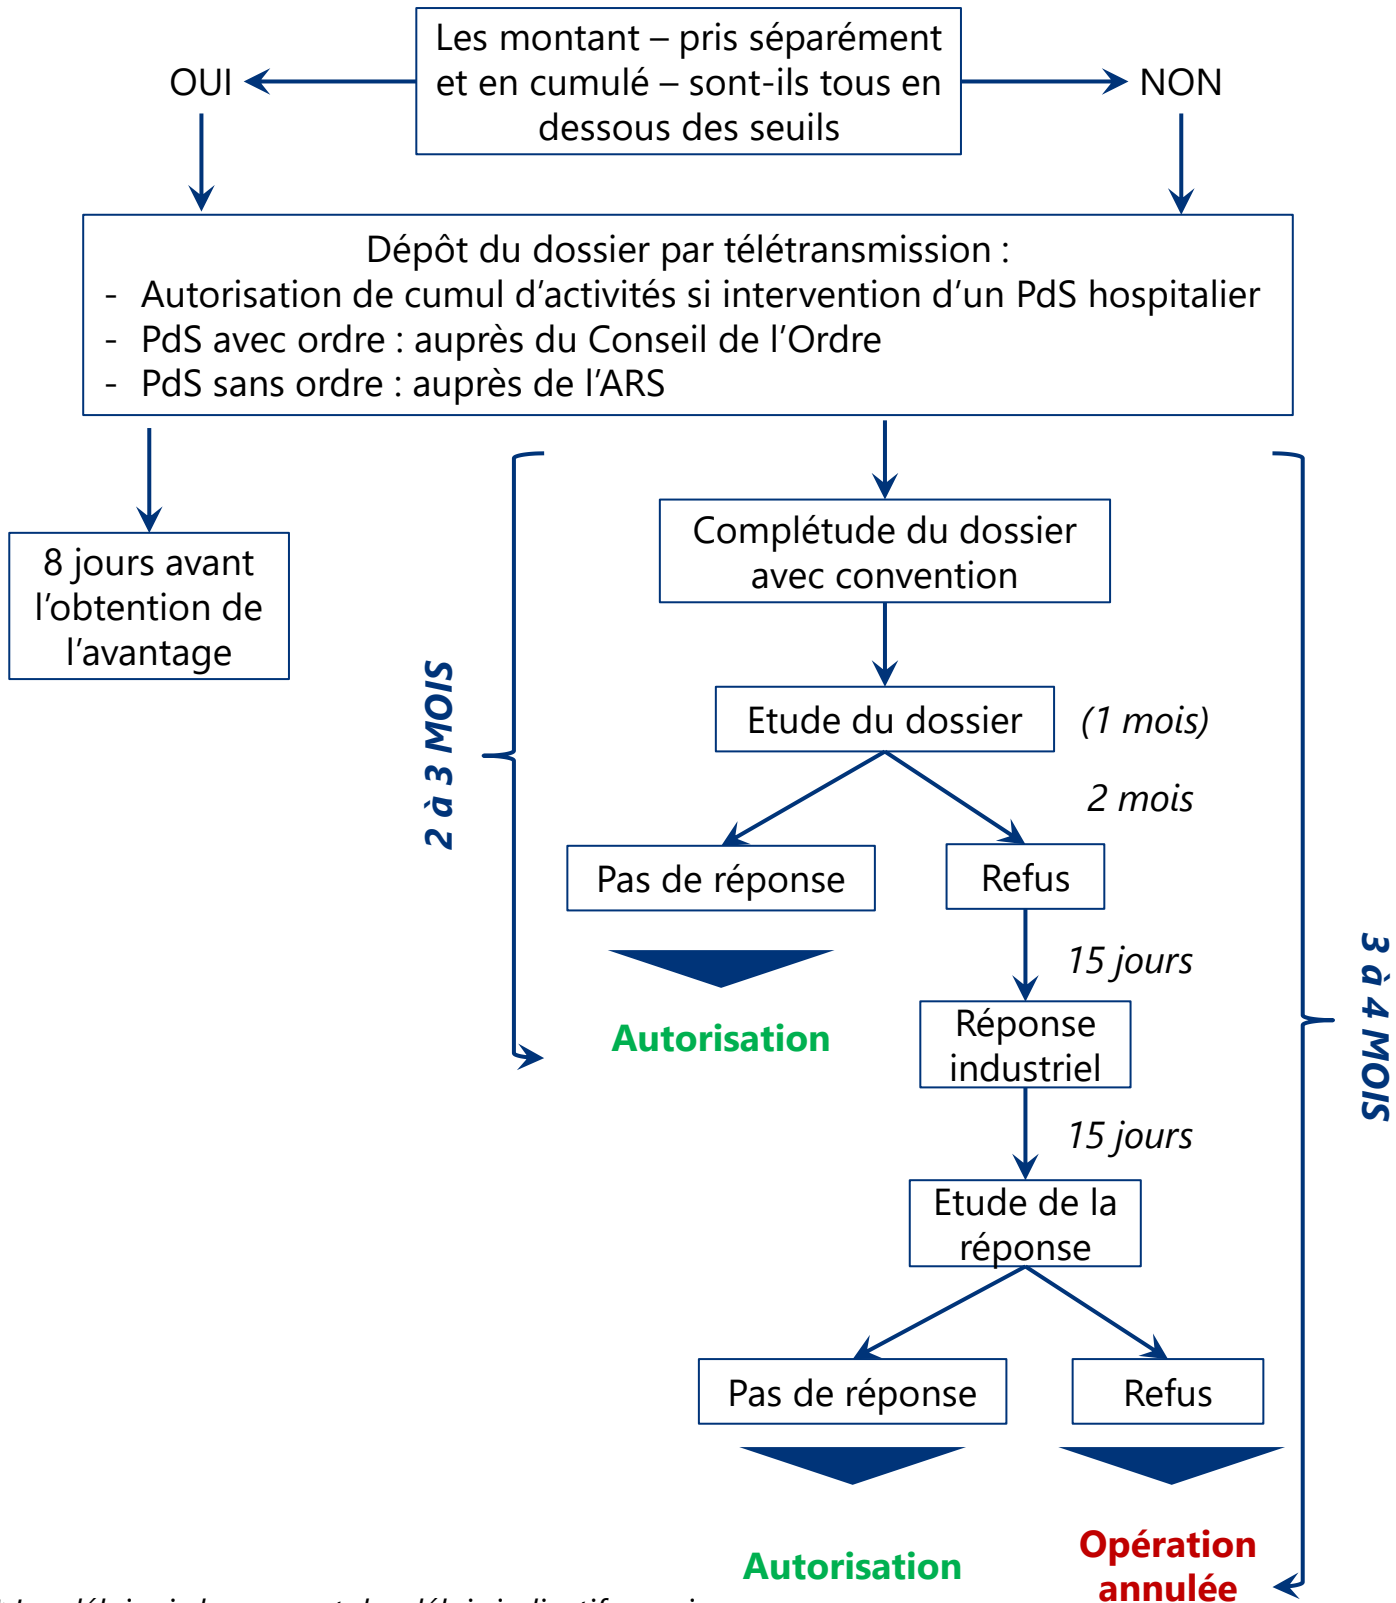 Les montant – pris séparément
et en cumulé – sont-ils tous en
dessous des seuils
OUI
NON
Dépôt du dossier par télétransmission :
- Autorisation de cumul d’activités si intervention d’un PdS hospitalier
- PdS avec ordre : auprès du Conseil de l’Ordre
- PdS sans ordre : auprès de l’ARS
8 jours avant
l’obtention de
l’avantage
2 à 3 MOIS
Complétude du dossier
avec convention
Etude du dossier
(1 mois)
2 mois
Pas de réponse
Refus
15 jours
Autorisation
Réponse
industriel
3 à 4 MOIS
15 jours
Etude de la
réponse
Pas de réponse
Refus
Autorisation
Opération
annulée